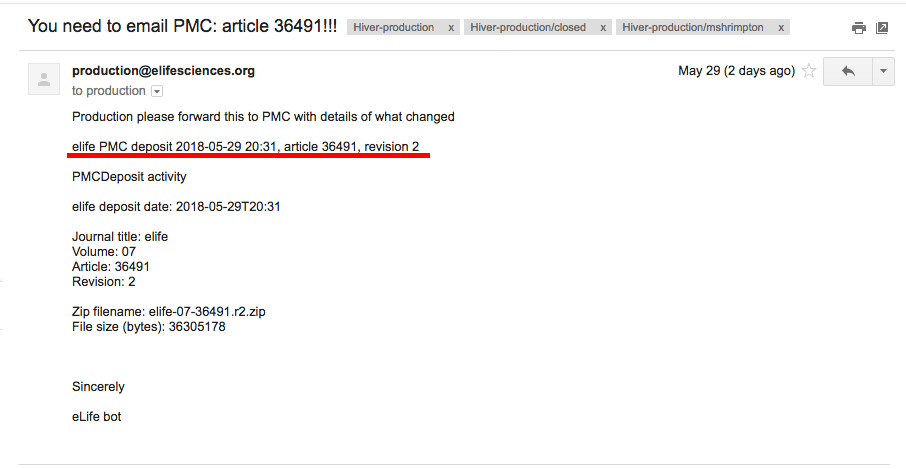 You need to email PMC: article 36491!!! Hiver-production x Hiver-production/closed x Hiver-production/mshrimpton x
production@elifesciences.org May 29 (2 days ago)
to production
Production please forward this to PMC with details of what changed
elife PMC deposit 2018-05-29 20:31, article 36491, revision 2
PMCDeposit activity
elife deposit date: 2018-05-29T20:31
Journal title: elife
Volume: 07
Article: 36491
Revision: 2
Zip filename: elife-07-36491.r2.zip
File size (bytes): 36305178
Sincerely
eLife bot